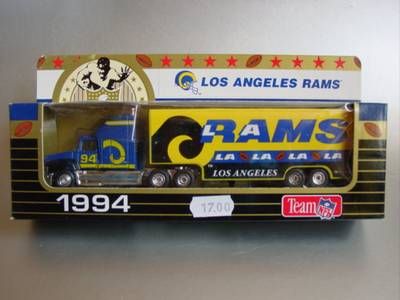 LOS ANGELES RAMS
94
LA RAMS
LA LA LA LA
LOS ANGELES
1994
17.00
Team NFL